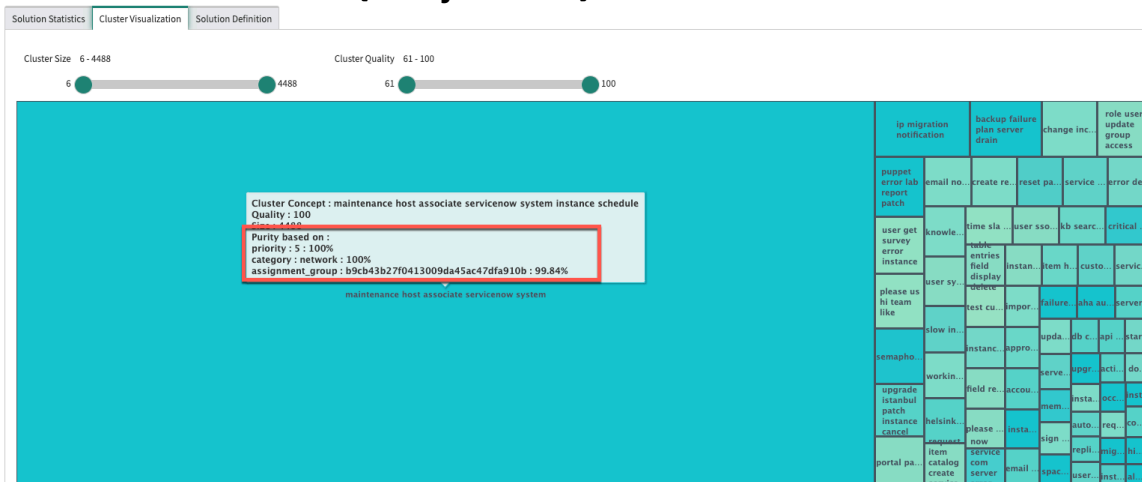 Solution Statistics
Cluster Visualization
Solution Definition
Cluster Size 6 - 4488
Cluster Quality 61 - 100
6
4488
61
100
Cluster Concept : maintenance host associate servicenow system instance schedule
Quality : 100
Size : 4488
Purity based on :
priority : 5 : 100%
category : network : 100%
assignment_group : b9cb43b27f0413009da45ac47dfa910b : 99.84%
maintenance host associate servicenow system
ip migration
notification
backup failure
plan server
drain
change inc...
role user
update
group
access
puppet
error lab
report
patch
email no...
create re...
reset pa...
service ...
error de
user get
survey
error
instance
knowle...
time sla ...
user sso...
kb searc...
critical
table
entries
field
display
delete
instan...
item h...
custo...
servic
please us
hi team
like
user sy...
test cu...
impor...
failure...
aha au...
server
slow in...
instanc...
appro...
upda...
db c...
api ...
star
semapho...
workin...
field re...
accou...
serve...
upgr...
acti...
do.
upgrade
istanbul
patch
instance
cancel
helsink...
please ...
now
insta...
mem...
insta...
occ...
inst
sign ...
auto...
req...
co...
portal pa...
request
item
catalog
create
service
com
server
email ...
spac...
repli...
mig...
hi...
user...
inst...
al...